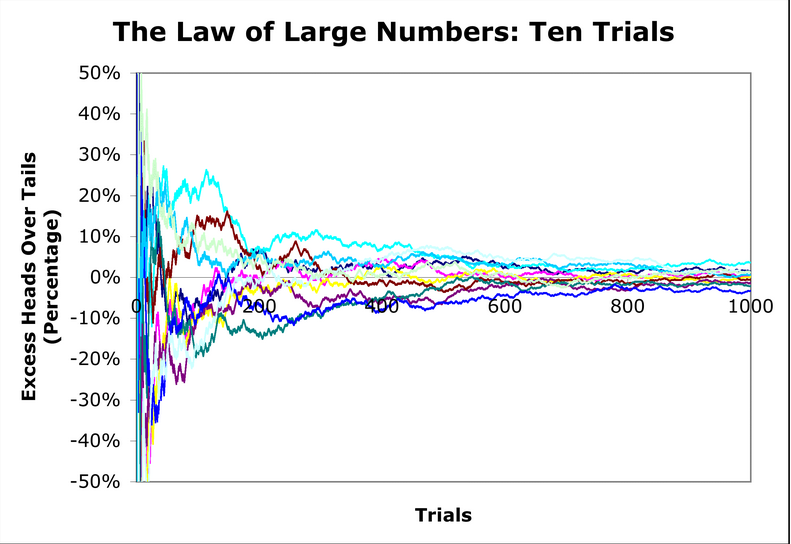 The Law of Large Numbers: Ten Trials
50%
40%
30%
20%
10%
0%
-10%
-20%
-30%
-40%
-50%
Excess Heads Over Tails
(Percentage)
0 200 400 600 800 1000
Trials